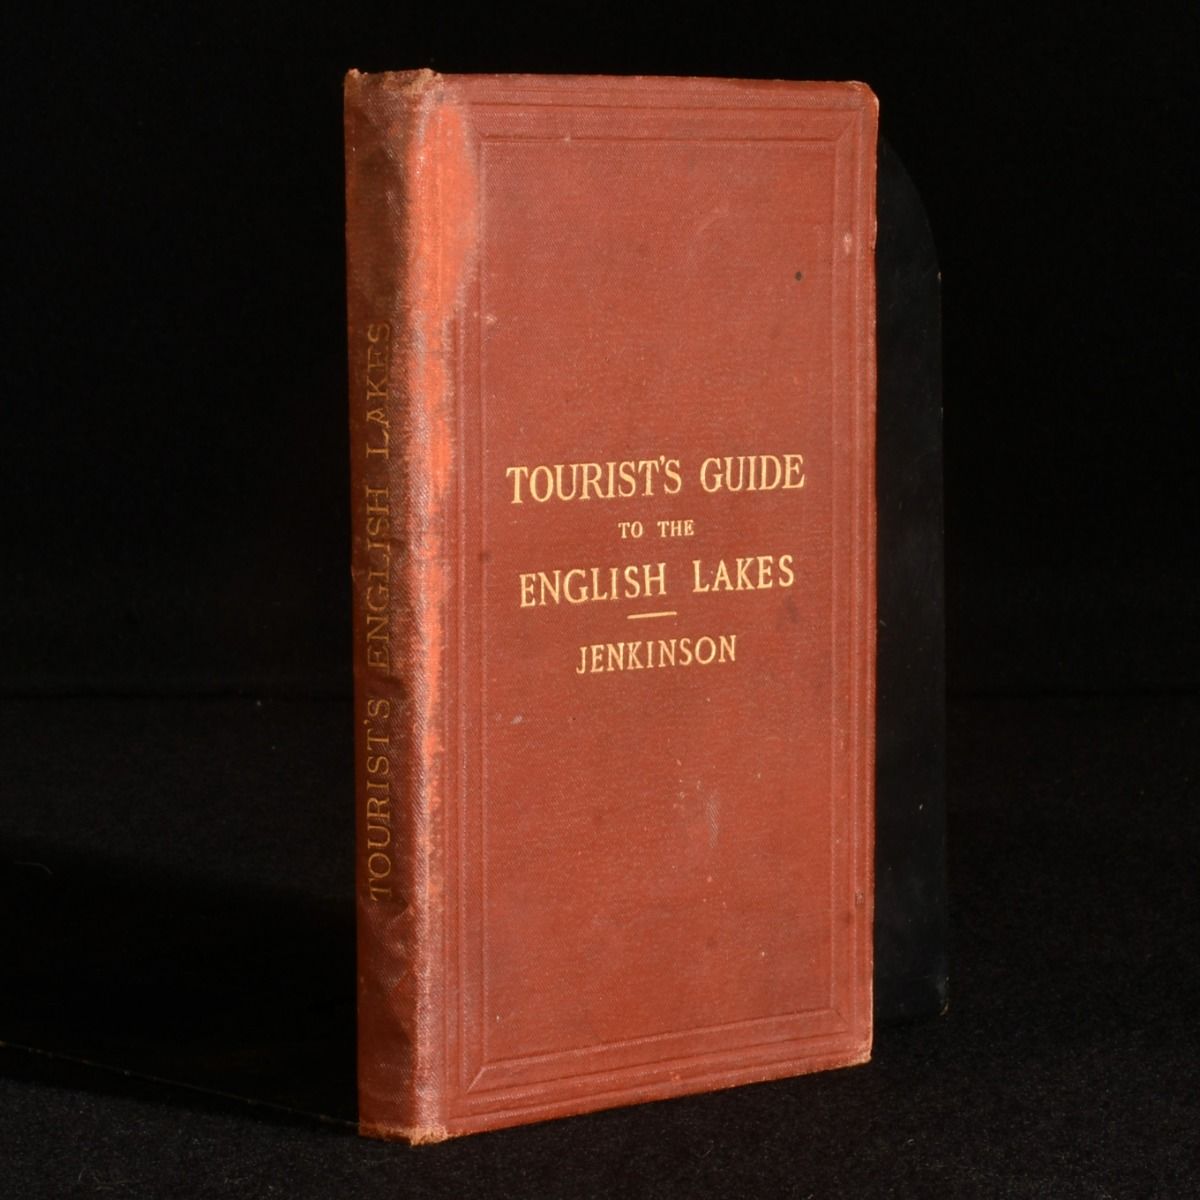 TOURIST'S ENGLISH LAKES
TOURIST'S GUIDE
TO THE
ENGLISH LAKES
JENKINSON